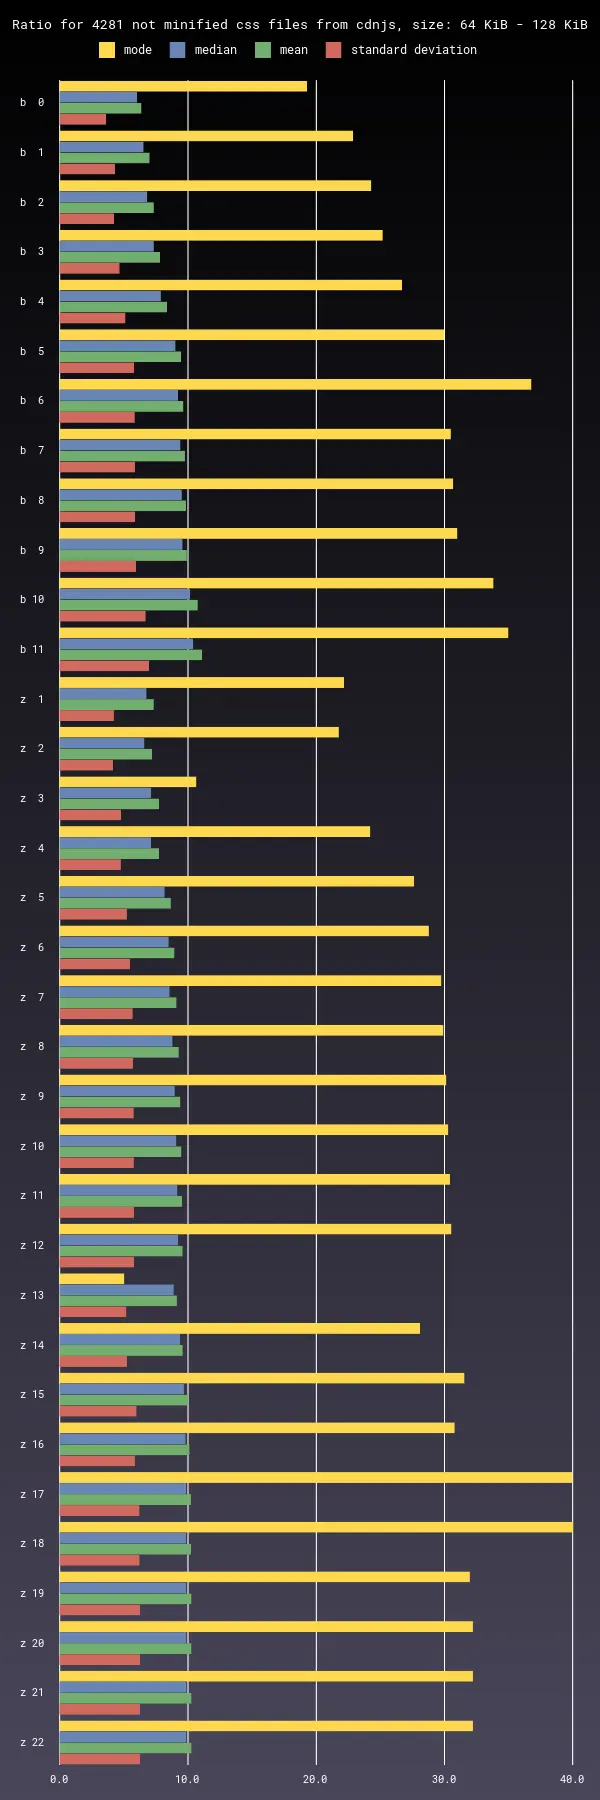 Ratio for 4281 not minified css files from cdnjs, size: 64 KiB - 128 KiB
mode median mean standard deviation
b 0
b 1
b 2
b 3
b 4
b 5
b 6
b 7
b 8
b 9
b 10
b 11
z 1
z 2
z 3
z 4
z 5
z 6
z 7
z 8
z 9
z 10
z 11
z 12
z 13
z 14
z 15
z 16
z 17
z 18
z 19
z 20
z 21
z 22
0.0 10.0 20.0 30.0 40.0